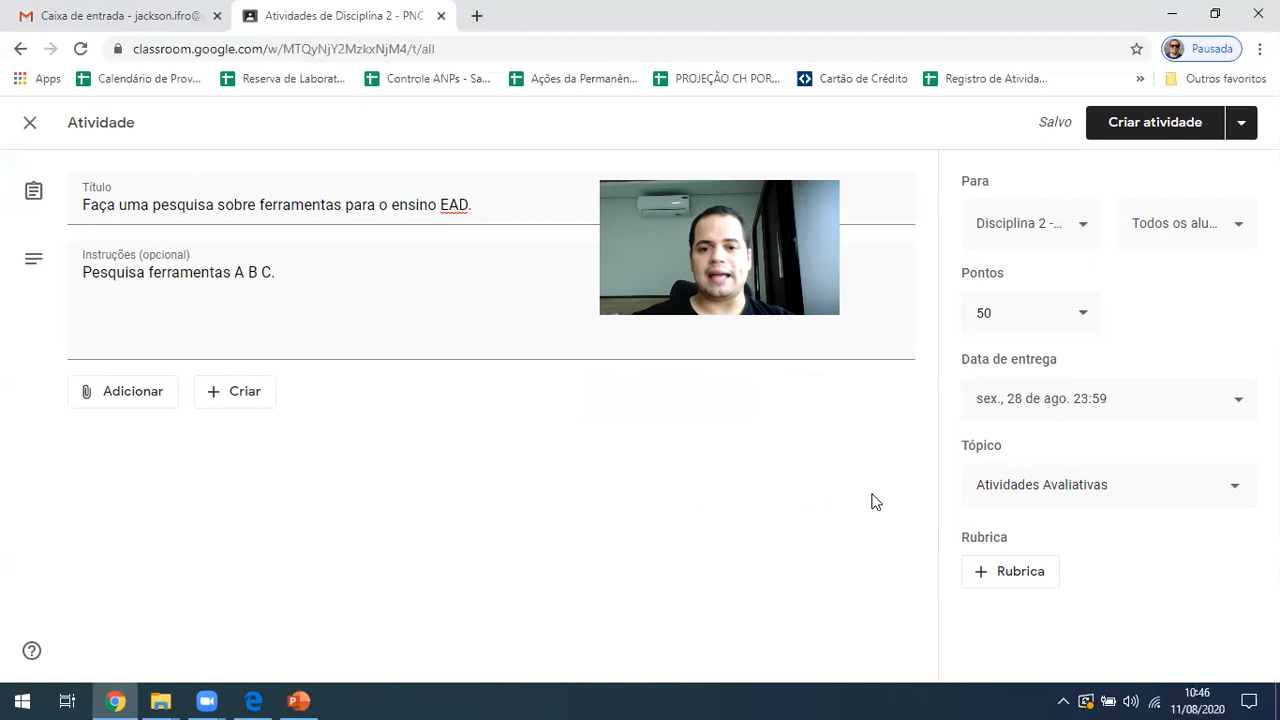 Caixa de entrada - jackson.ifro@
Atividades de Disciplina 2 - PNC
classroom.google.com/w/MTQyNjY2MzkxNjM4/t/all
Pausada
Apps
Calendário de Prov...
Reserva de Laborat...
Controle ANPs - Sa...
Ações da Permanên...
PROJEÇÃO CH POR...
Cartão de Crédito
Registro de Ativida...
»
Outros favoritos
Atividade
Salvo
Criar atividade
Título
Faça uma pesquisa sobre ferramentas para o ensino EAD.
Instruções (opcional)
Pesquisa ferramentas A B C.
Adicionar
Criar
Para
Disciplina 2 -...
Todos os alu...
Pontos
50
Data de entrega
sex., 28 de ago. 23:59
Tópico
Atividades Avaliativas
Rubrica
Rubrica
10:46
11/08/2020